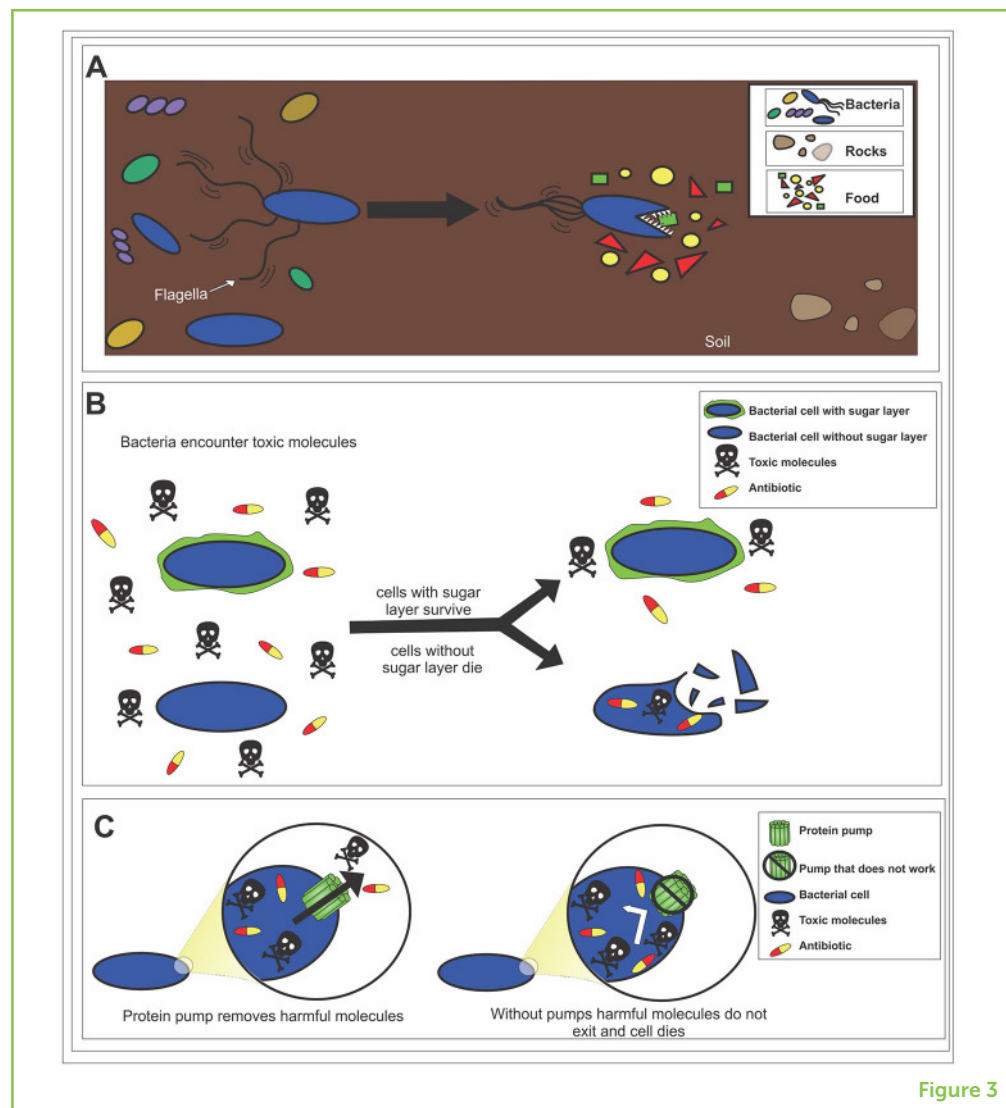 A
Bacteria
Rocks
Food
Flagella
Soil
B
Bacteria encounter toxic molecules
Bacterial cell with sugar layer
Bacterial cell without sugar layer
Toxic molecules
Antibiotic
cells with sugar
layer survive
cells without
sugar layer die
C
Protein pump
Pump that does not work
Bacterial cell
Toxic molecules
Antibiotic
Protein pump removes harmful molecules
Without pumps harmful molecules do not
exit and cell dies
Figure 3